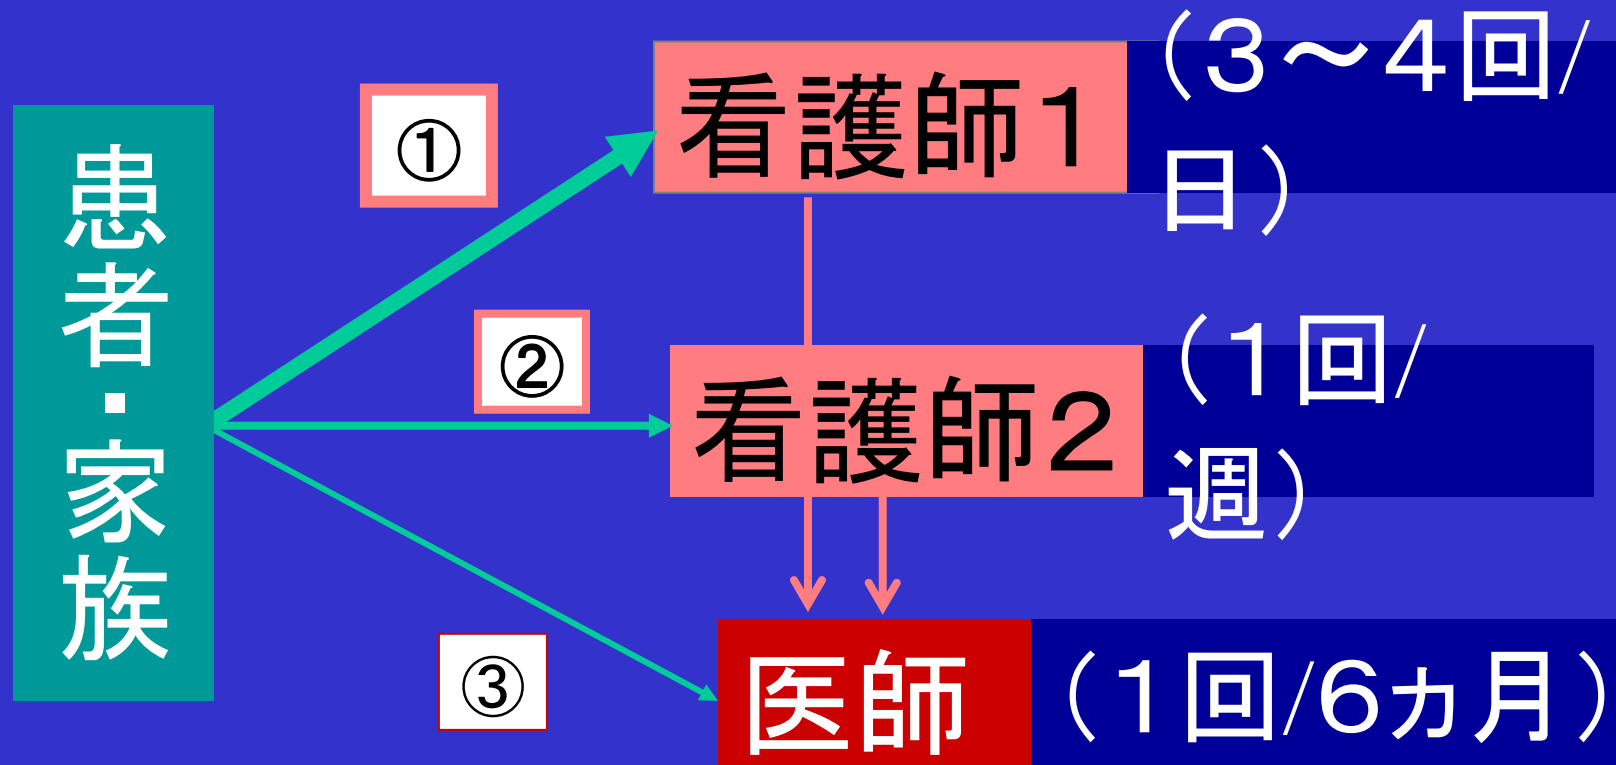 患者・家族
①
看護師１
（３～４回/
日）
②
看護師２
（１回/
週）
③
医師
（１回/６ヵ月）